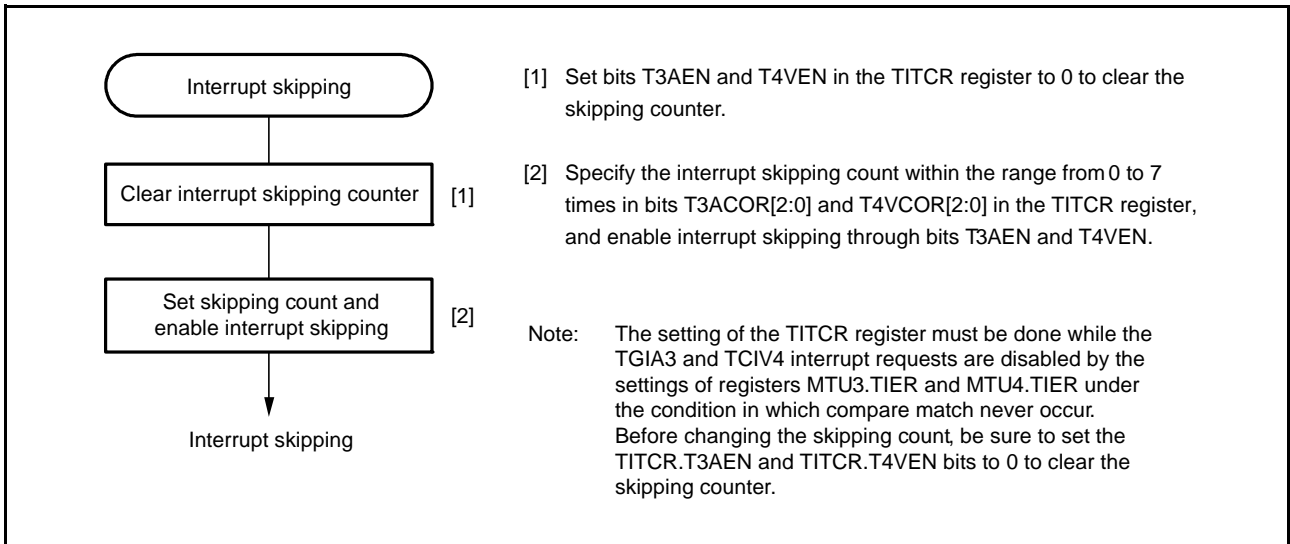 Interrupt skipping
Clear interrupt skipping counter
[1]
Set skipping count and
enable interrupt skipping
[2]
Interrupt skipping
[1] Set bits T3AEN and T4VEN in the TITCR register to 0 to clear the
skipping counter.
[2] Specify the interrupt skipping count within the range from 0 to 7
times in bits T3ACOR[2:0] and T4VCOR[2:0] in the TITCR register,
and enable interrupt skipping through bits T3AEN and T4VEN.
Note: The setting of the TITCR register must be done while the
TGIA3 and TCIV4 interrupt requests are disabled by the
settings of registers MTU3.TIER and MTU4.TIER under
the condition in which compare match never occur.
Before changing the skipping count, be sure to set the
TITCR.T3AEN and TITCR.T4VEN bits to 0 to clear the
skipping counter.